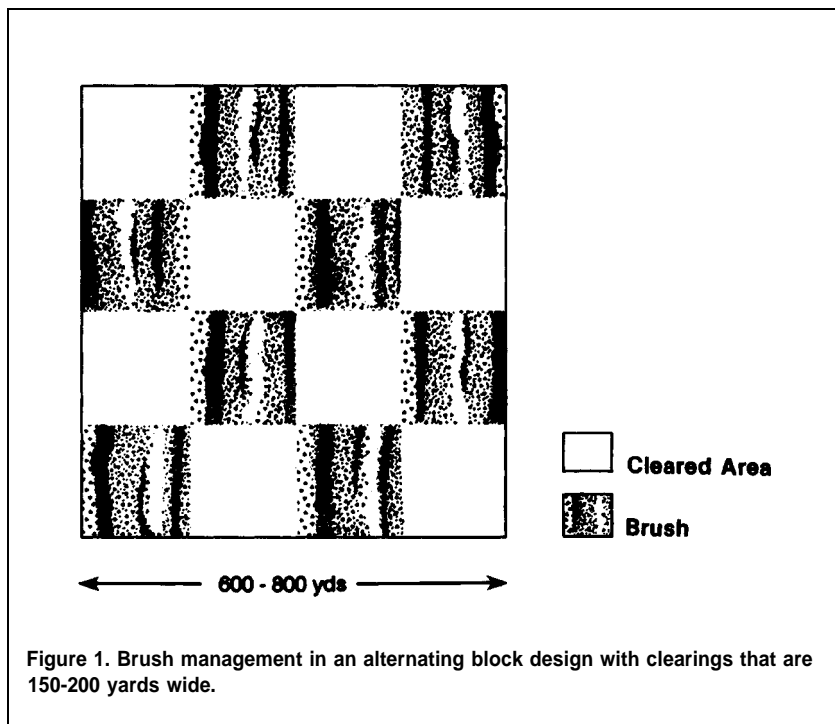 Cleared Area
Brush
600 - 800 yds
Figure 1. Brush management in an alternating block design with clearings that are
150-200 yards wide.